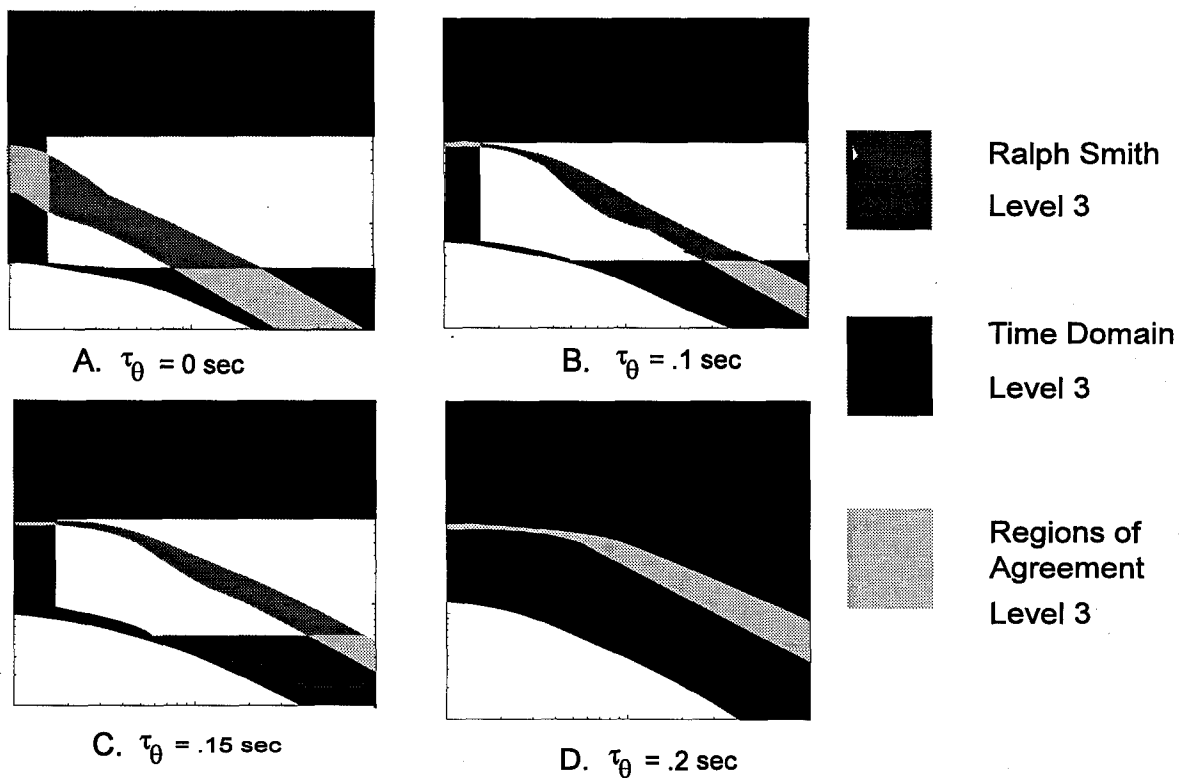 A. τθ = 0 sec
B. τθ = .1 sec
C. τθ = .15 sec
D. τθ = .2 sec
Ralph Smith
Level 3
Time Domain
Level 3
Regions of
Agreement
Level 3